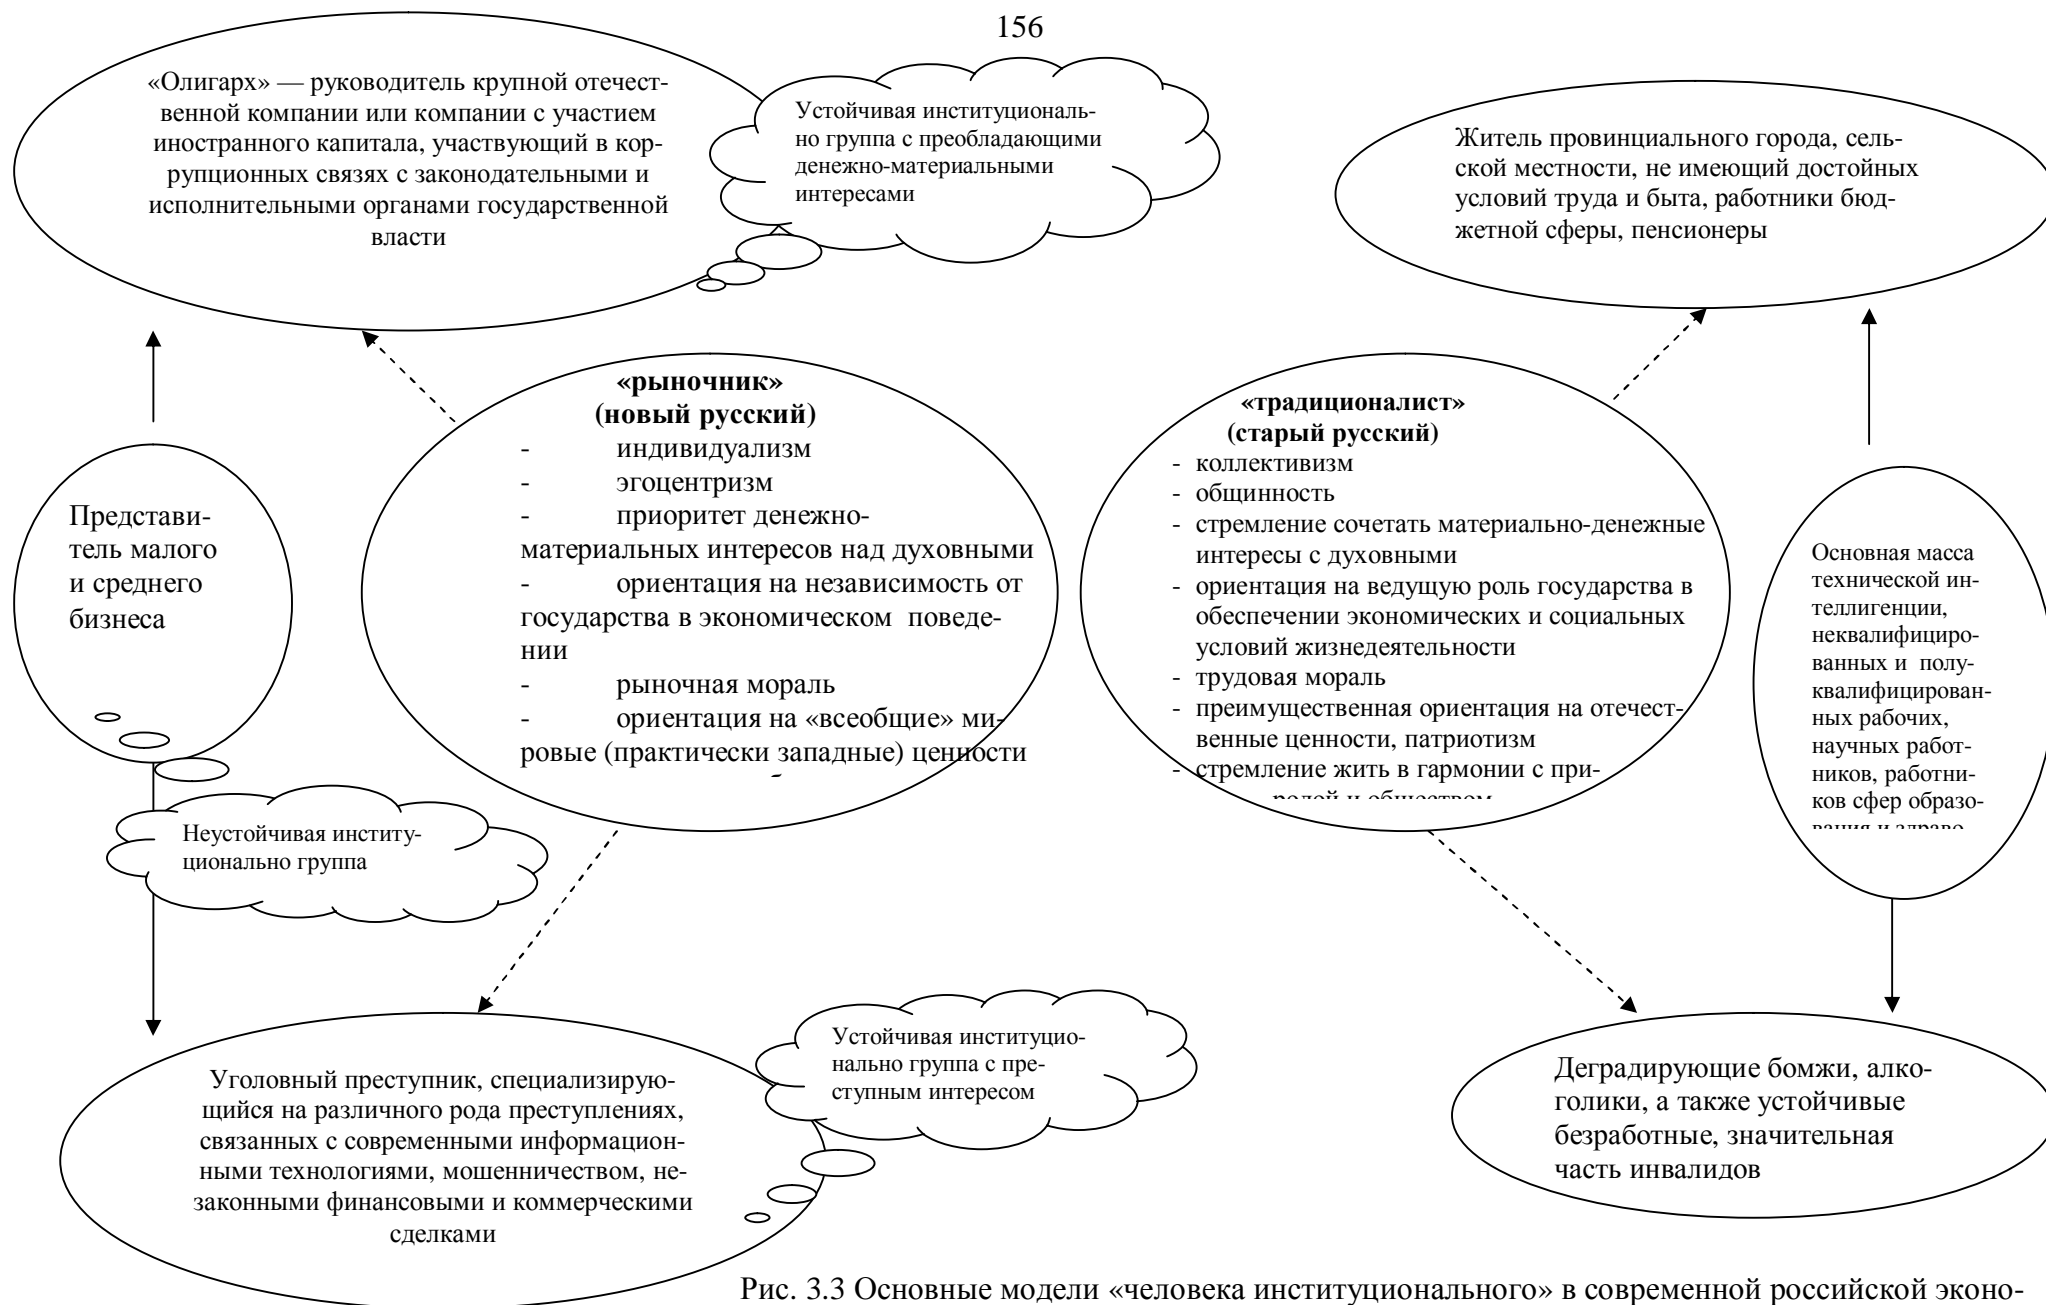 156
«Олигарх» — руководитель крупной отечест-
венной компании или компании с участием
иностранного капитала, участвующий в кор-
рупционных связях с законодательными и
исполнительными органами государственной
власти
Устойчивая институциональ-
но группа с преобладающими
денежно-материальными
интересами
Житель провинциального города, сель-
ской местности, не имеющий достойных
условий труда и быта, работники бюд-
жетной сферы, пенсионеры
Представи-
тель малого
и среднего
бизнеса
«рыночник»
(новый русский)
- индивидуализм
- эгоцентризм
- приоритет денежно-
материальных интересов над духовными
- ориентация на независимость от
государства в экономическом поведе-
нии
- рыночная мораль
- ориентация на «всеобщие» ми-
ровые (практически западные) ценности
«традиционалист»
(старый русский)
- коллективизм
- общинность
- стремление сочетать материально-денежные
интересы с духовными
- ориентация на ведущую роль государства в
обеспечении экономических и социальных
условий жизнедеятельности
- трудовая мораль
- преимущественная ориентация на отечест-
венные ценности, патриотизм
- стремление жить в гармонии с при-
родой и обществом
Основная масса
технической ин-
теллигенции,
неквалифициро-
ванных и полу-
квалифицирован-
ных рабочих,
научных работ-
ников, работни-
ков сфер образо-
вания и здраво-
Неустойчивая институ-
ционально группа
Уголовный преступник, специализирую-
щийся на различного рода преступлениях,
связанных с современными информацион-
ными технологиями, мошенничеством, не-
законными финансовыми и коммерческими
сделками
Устойчивая институцио-
нально группа с пре-
ступным интересом
Деградирующие бомжи, алко-
голики, а также устойчивые
безработные, значительная
часть инвалидов
Рис. 3.3 Основные модели «человека институционального» в современной российской эконо-